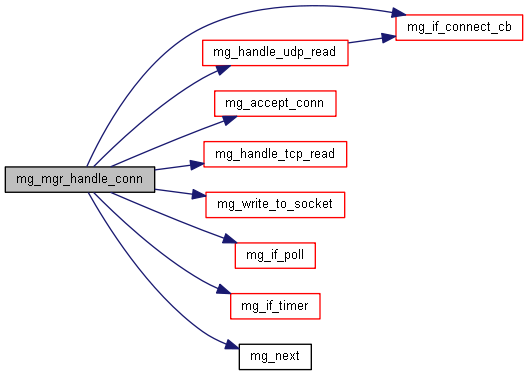 mg_if_connect_cb
mg_handle_udp_read
mg_accept_conn
mg_handle_tcp_read
mg_mgr_handle_conn
mg_write_to_socket
mg_if_poll
mg_if_timer
mg_next